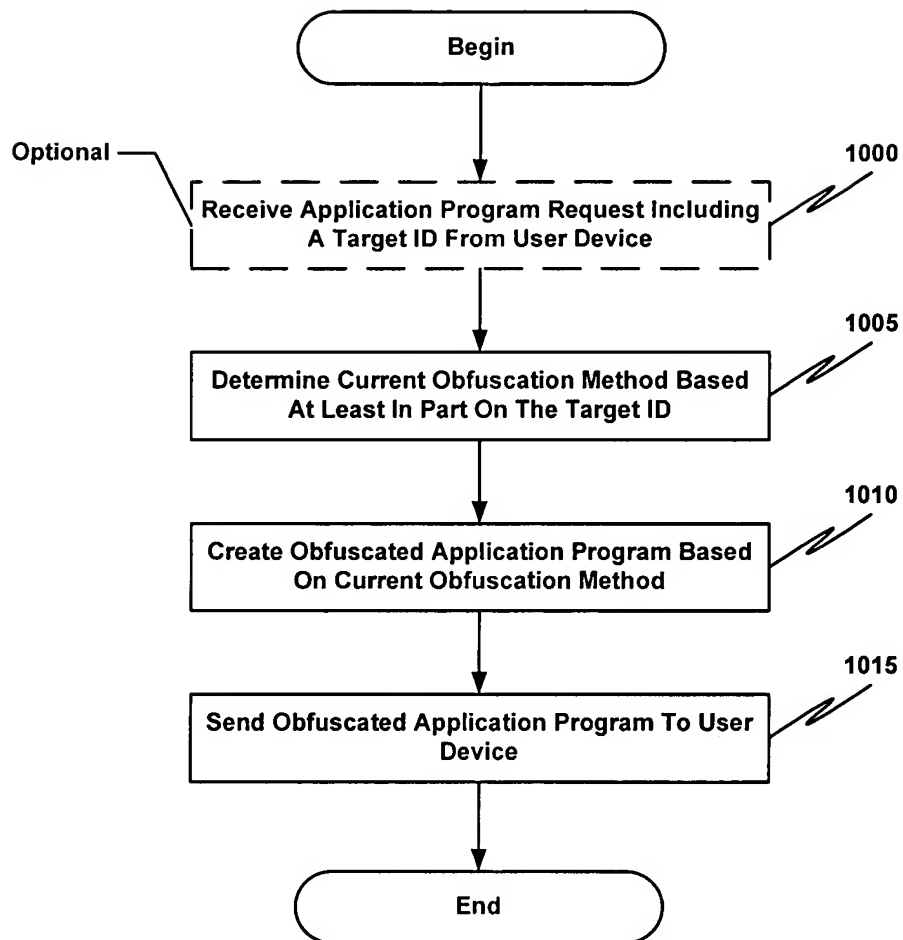 Begin
Optional
1000
Receive Application Program Request Including
A Target ID From User Device
1005
Determine Current Obfuscation Method Based
At Least In Part On The Target ID
1010
Create Obfuscated Application Program Based
On Current Obfuscation Method
1015
Send Obfuscated Application Program To User
Device
End